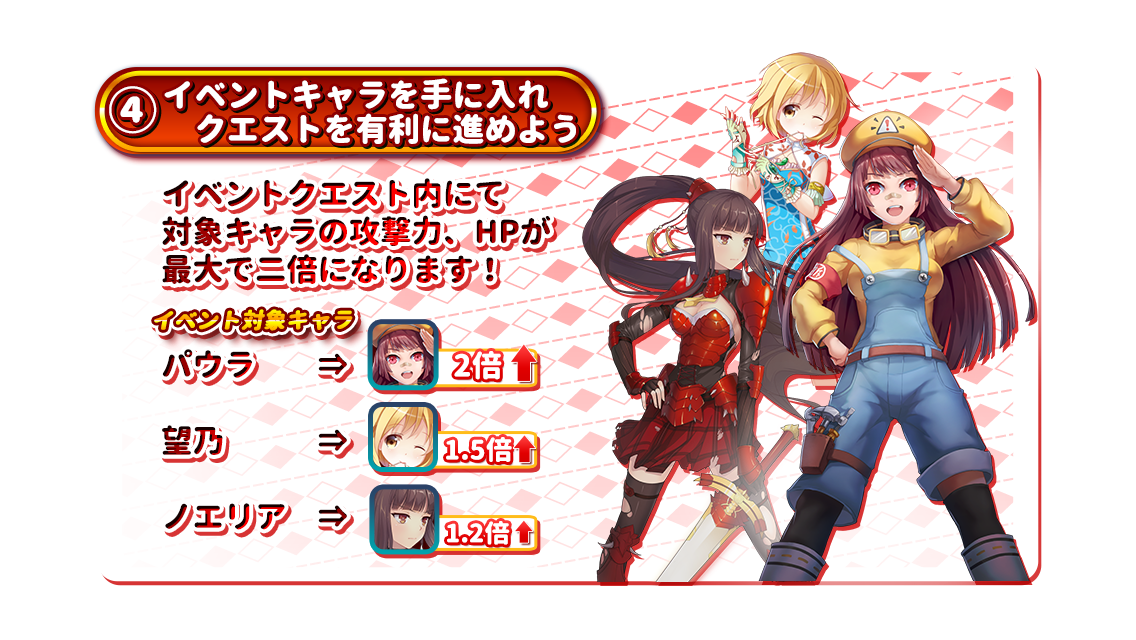 ④ イベントキャラを手に入れ
クエストを有利に進めよう
イベントクエスト内にて
対象キャラの攻撃力、HPが
最大で二倍になります！
イベント対象キャラ
パウラ ⇒ 2倍
望乃 ⇒ 1.5倍
ノエリア ⇒ 1.2倍